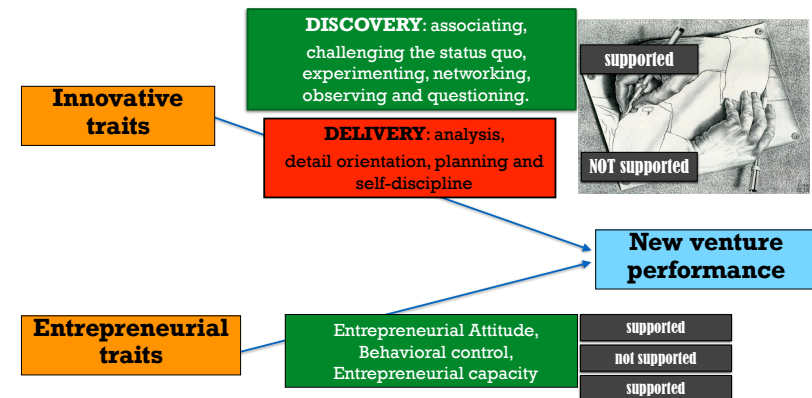 DISCOVERY: associating,
challenging the status quo,
experimenting, networking,
observing and questioning.
supported
Innovative
traits
DELIVERY: analysis,
detail orientation, planning and
self-discipline
NOT supported
New venture
performance
Entrepreneurial
traits
Entrepreneurial Attitude,
Behavioral control,
Entrepreneurial capacity
supported
not supported
supported